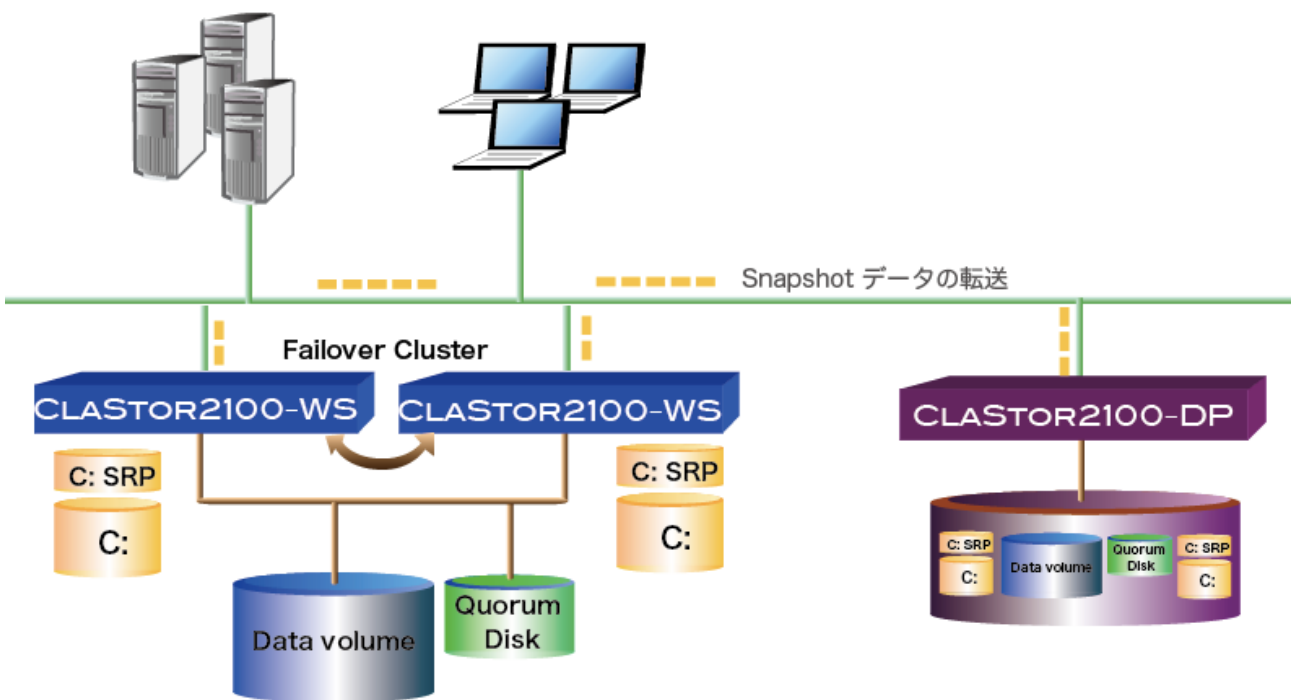 Snapshot データの転送
Failover Cluster
CLASTOR2100-WS
CLASTOR2100-WS
CLASTOR2100-DP
C: SRP
C:
C: SRP
C:
Data volume
Quorum
Disk
C: SRP
C:
Data volume
Quorum
Disk
C: SRP
C: